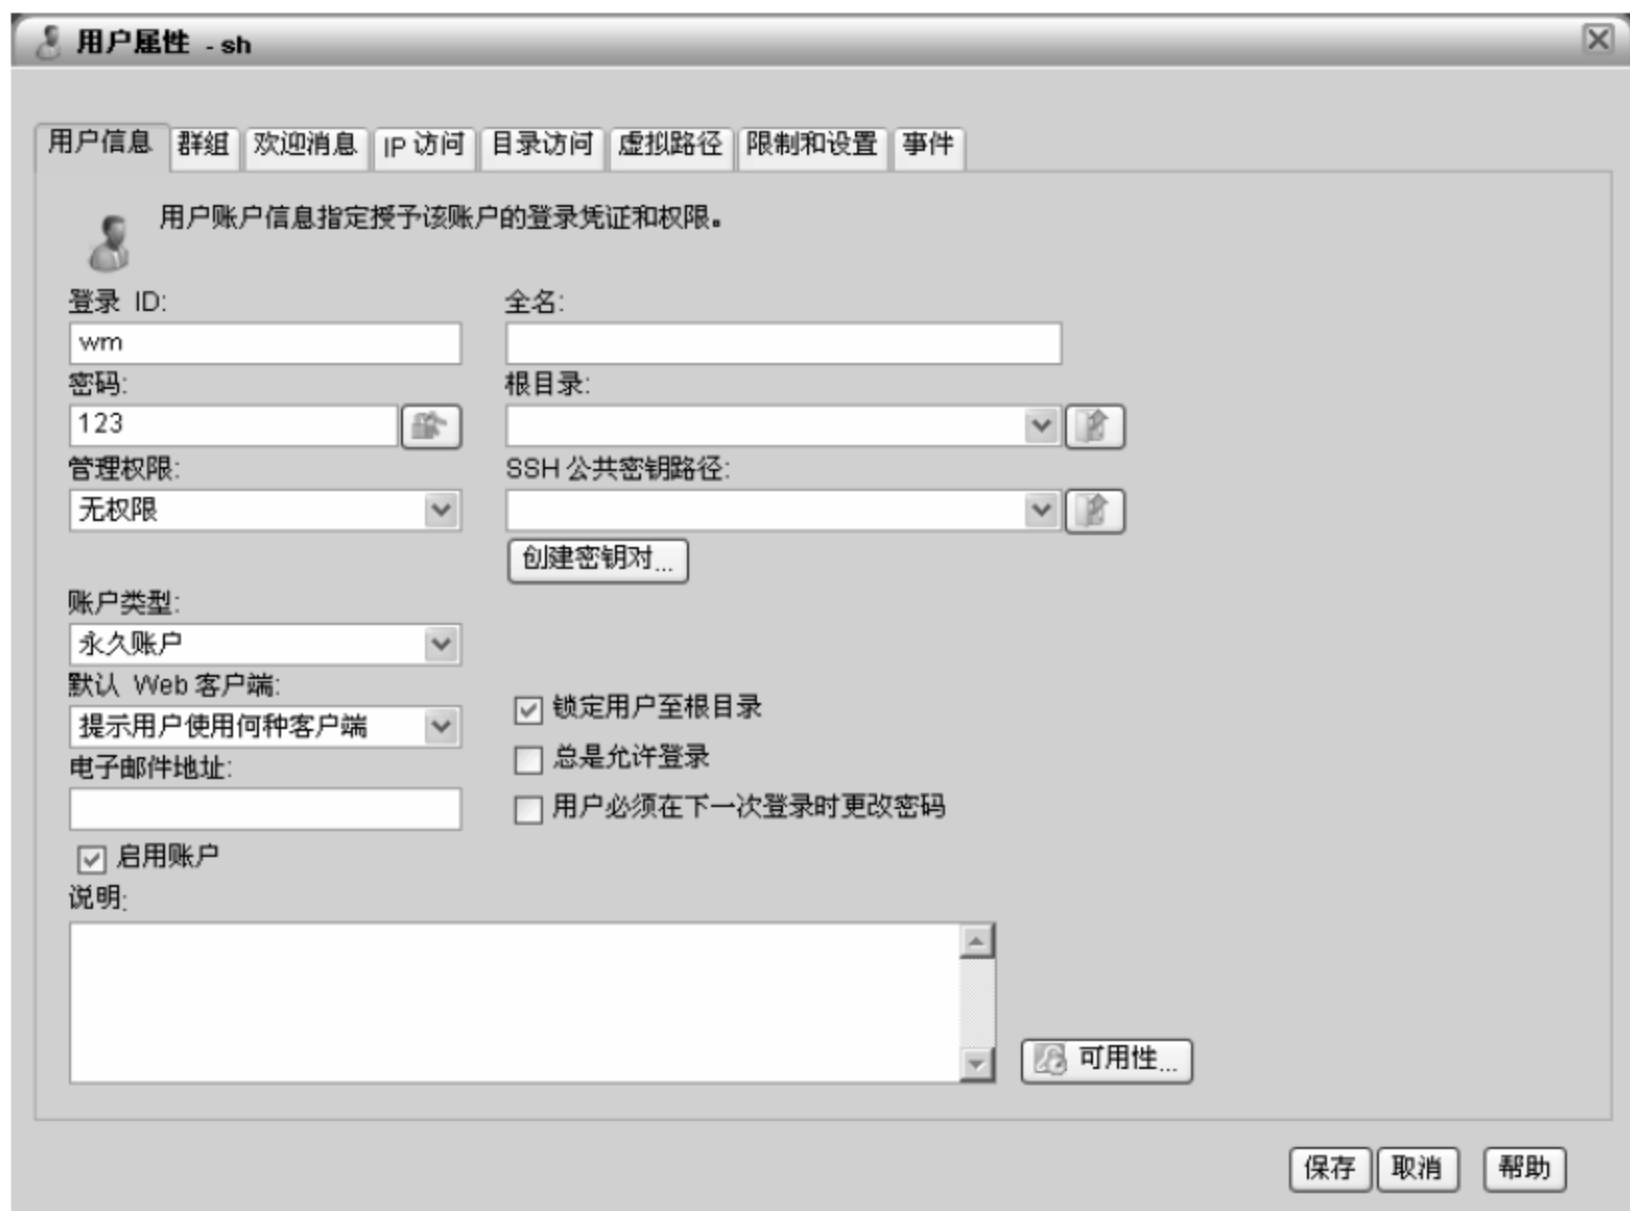 用户属性 - sh
用户信息 群组 欢迎消息 IP 访问 目录访问 虚拟路径 限制和设置 事件
用户账户信息指定授予该账户的登录凭证和权限。
登录 ID: 全名:
wm
密码: 根目录:
123
管理权限: SSH 公共密钥路径:
无权限
创建密钥对...
账户类型:
永久账户
默认 Web 客户端: 锁定用户至根目录
提示用户使用何种客户端
总是允许登录
电子邮件地址:
用户必须在下一次登录时更改密码
启用账户
说明:
可用性...
保存 取消 帮助